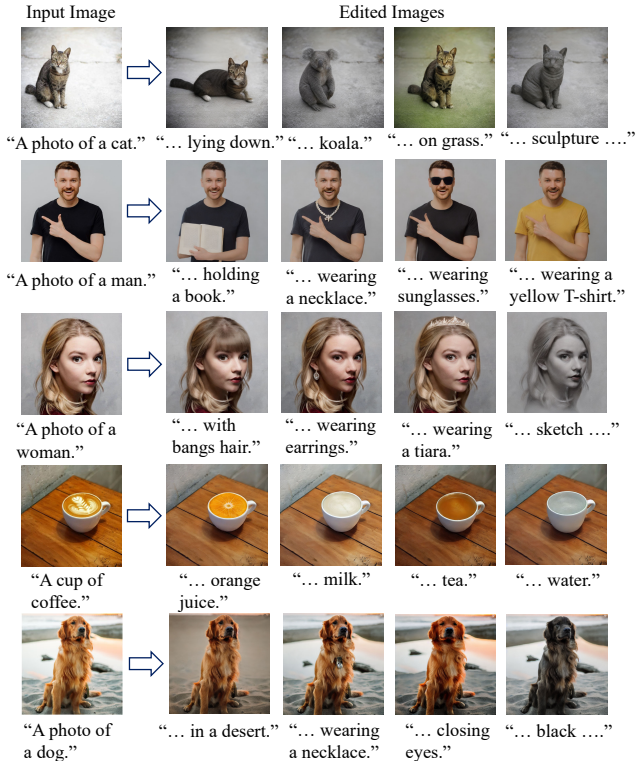 Input Image
Edited Images
“A photo of a cat.”
“… lying down.”
“… koala.”
“… on grass.”
“… sculpture ….”
“A photo of a man.”
“… holding
a book.”
“… wearing
a necklace.”
“… wearing
sunglasses.”
“… wearing a
yellow T-shirt.”
“A photo of a
woman.”
“… with
bangs hair.”
“… wearing
earrings.”
“… wearing
a tiara.”
“… sketch ….”
“A cup of
coffee.”
“… orange
juice.”
“… milk.”
“… tea.”
“… water.”
“A photo of
a dog.”
“… in a desert.”
“… wearing
a necklace.”
“… closing
eyes.”
“… black ….”